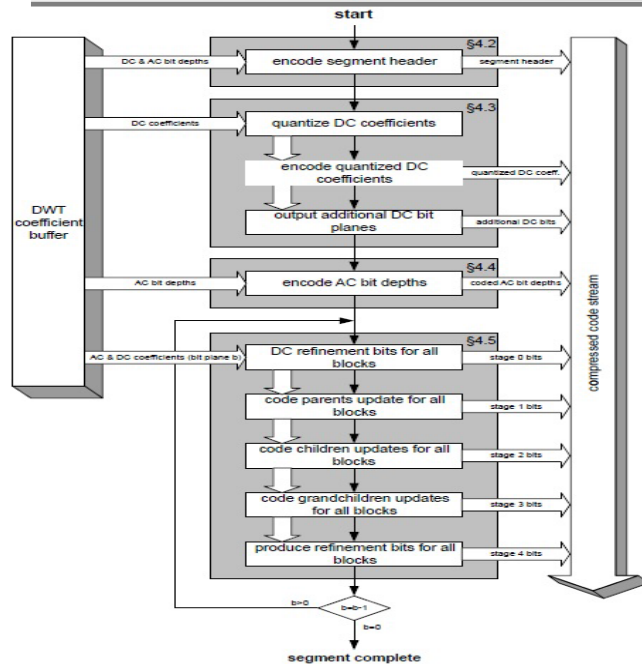 start
§4.2
DC & AC bit depths
encode segment header
segment header
§4.3
DC coefficients
quantize DC coefficients
encode quantized DC
coefficients
quantized DC coeff.
DWT
coefficient
buffer
output additional DC bit
planes
additional DC bits
§4.4
AC bit depths
encode AC bit depths
coded AC bit depths
compressed code stream
§4.5
AC & DC coefficients (bit plane b)
DC refinement bits for all
blocks
stage 0 bits
code parents update for all
blocks
stage 1 bits
code children updates for all
blocks
stage 2 bits
code grandchildren updates
for all blocks
stage 3 bits
produce refinement bits for all
blocks
stage 4 bits
b>0
b=b-1
b=0
segment complete